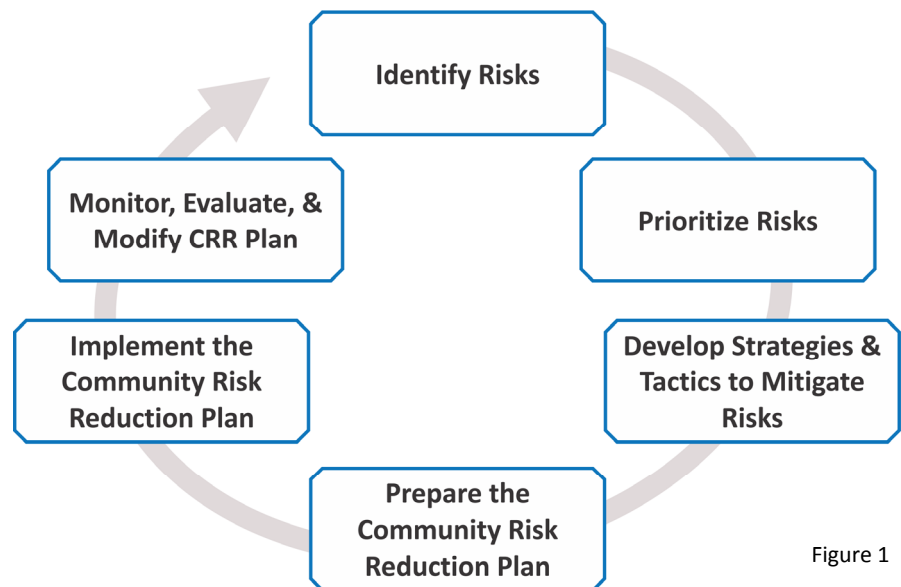 Identify Risks
Prioritize Risks
Develop Strategies &
Tactics to Mitigate
Risks
Prepare the
Community Risk
Reduction Plan
Implement the
Community Risk
Reduction Plan
Monitor, Evaluate, &
Modify CRR Plan
Figure 1